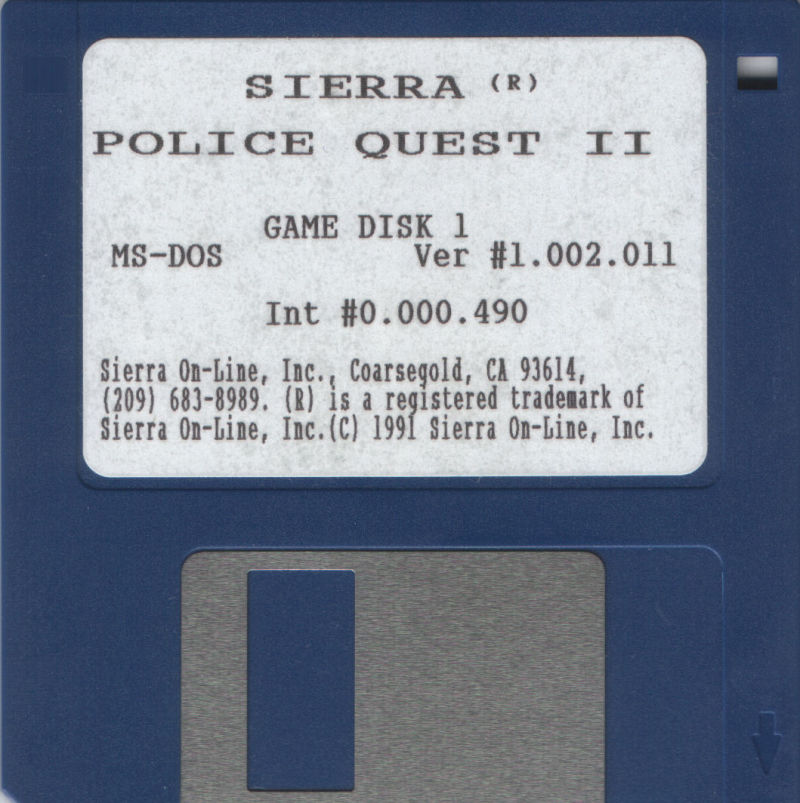 SIERRA (R)
POLICE QUEST II
GAME DISK 1
MS-DOS Ver #1.002.011
Int #0.000.490
Sierra On-Line, Inc., Coarsegold, CA 93614,
(209) 683-8989. (R) is a registered trademark of
Sierra On-Line, Inc.(C) 1991 Sierra On-Line, Inc.